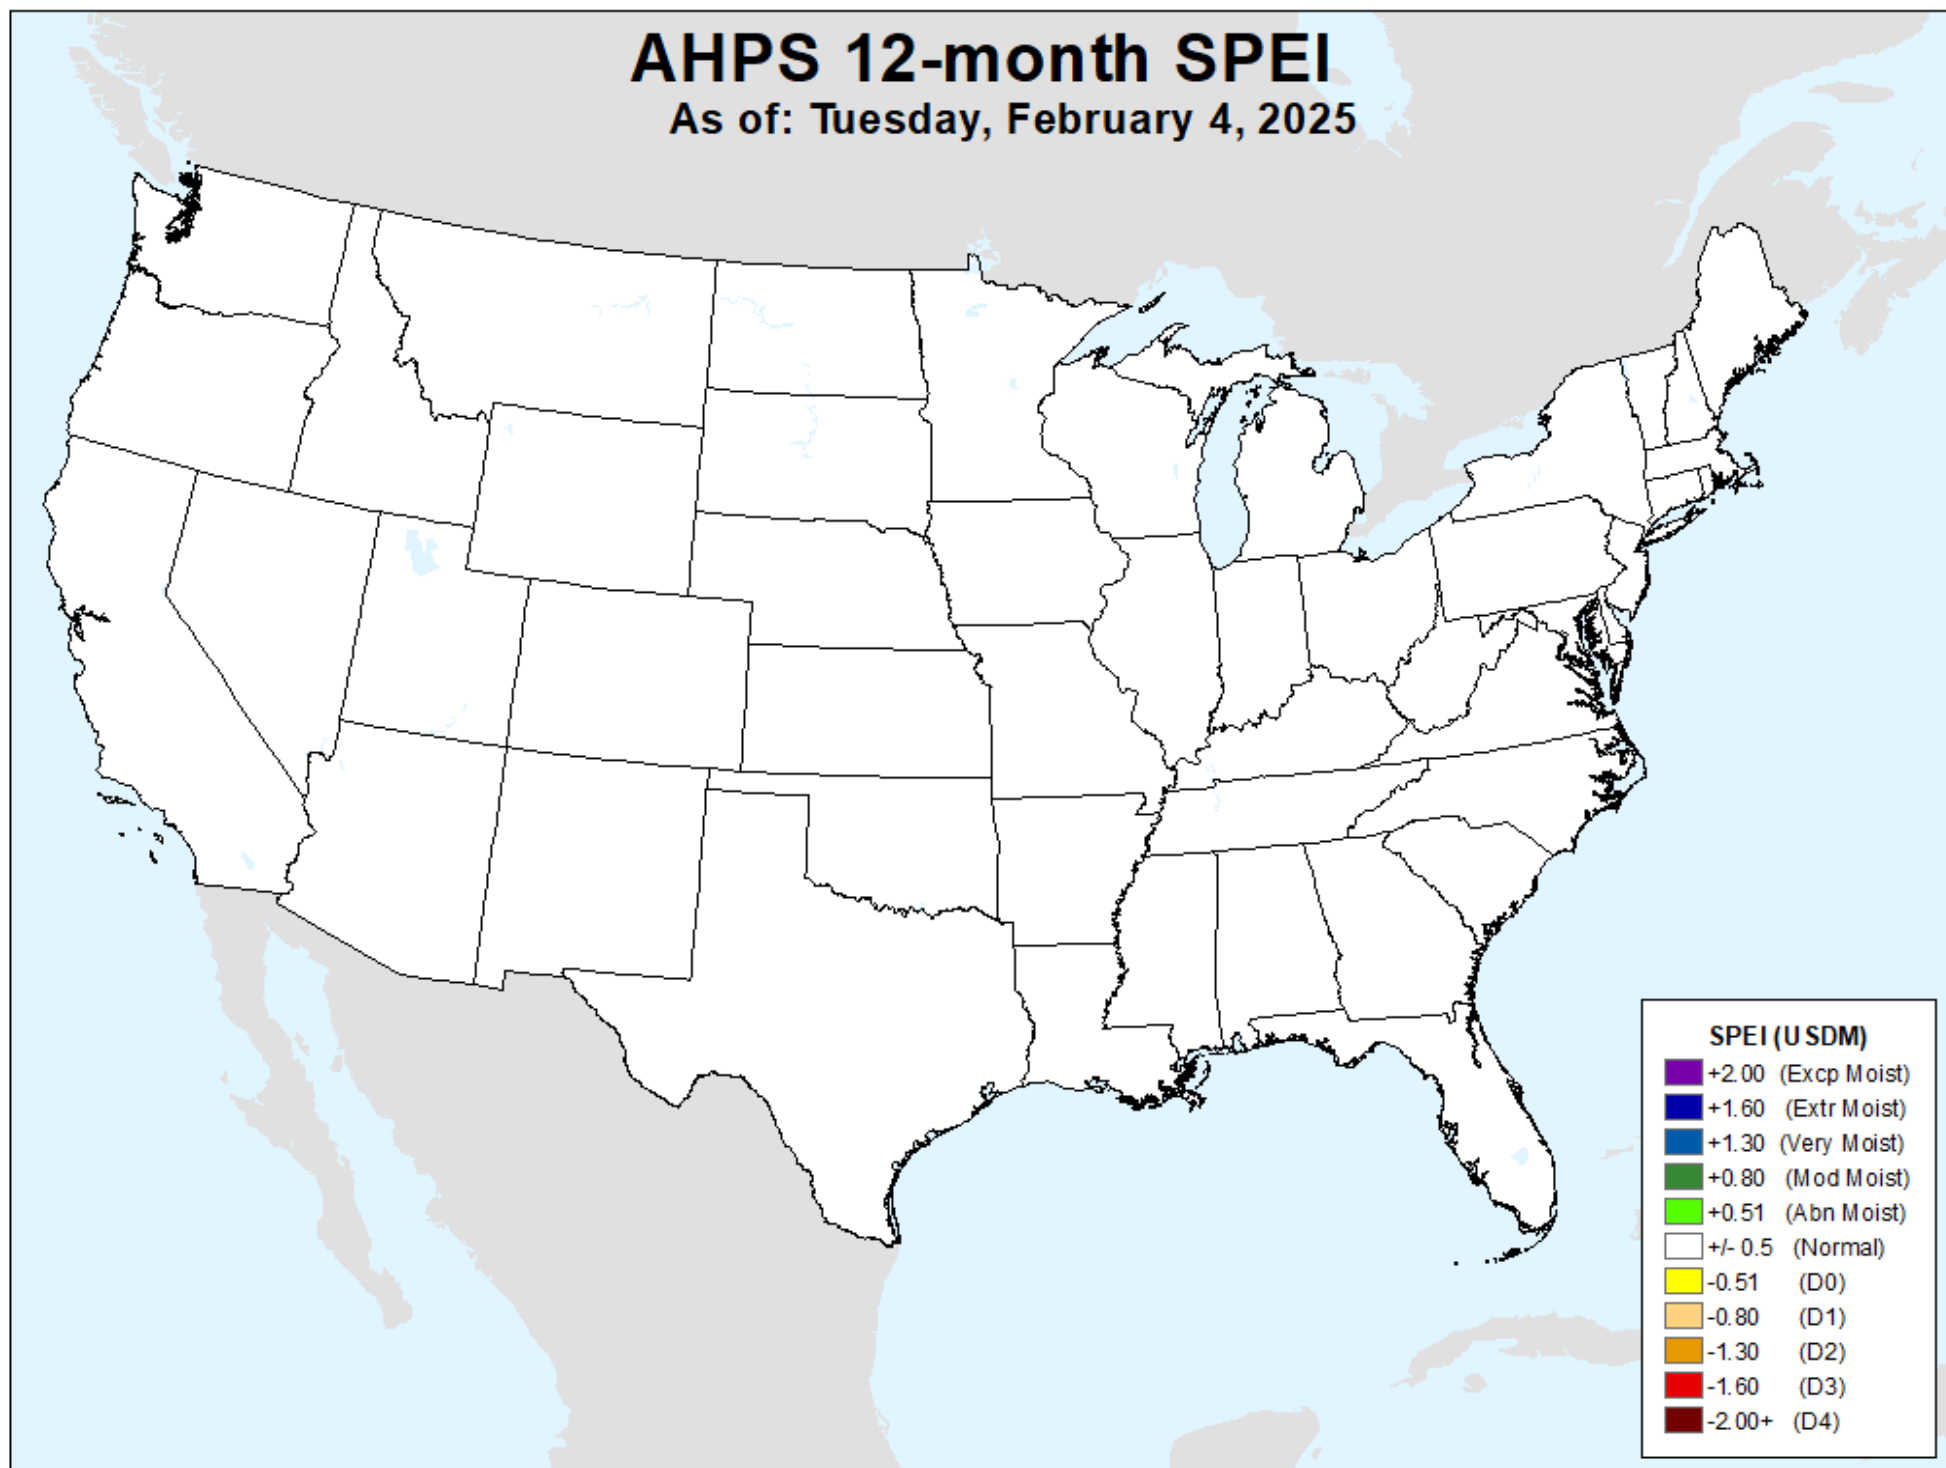 AHPS 12-month SPEI
As of: Tuesday, February 4, 2025
SPEI (USDM)
+2.00 (Excp Moist)
+1.60 (Extr Moist)
+1.30 (Very Moist)
+0.80 (Mod Moist)
+0.51 (Abn Moist)
+/- 0.5 (Normal)
-0.51 (D0)
-0.80 (D1)
-1.30 (D2)
-1.60 (D3)
-2.00+ (D4)